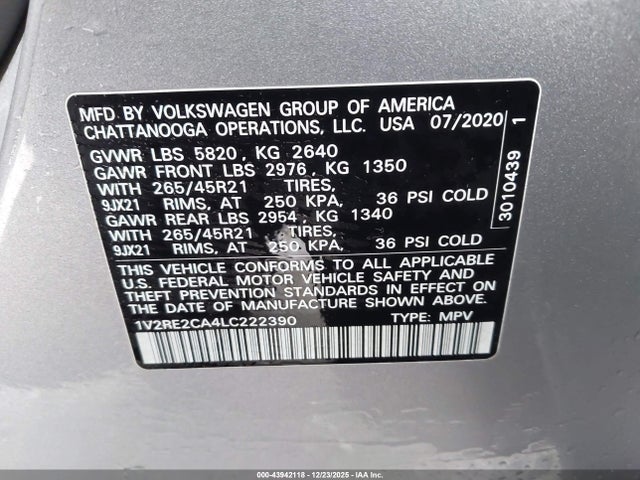 MFD BY VOLKSWAGEN GROUP OF AMERICA
CHATTANOOGA OPERATIONS, LLC. USA 07/2020
GVWR LBS 5820 , KG 2640
GAWR FRONT LBS 2976 , KG 1350
WITH 265/45R21 TIRES,
9JX21 RIMS, AT 250 KPA, 36 PSI COLD
GAWR REAR LBS 2954 , KG 1340
WITH 265/45R21 TIRES,
9JX21 RIMS, AT 250 KPA, 36 PSI COLD
THIS VEHICLE CONFORMS TO ALL APPLICABLE
U.S. FEDERAL MOTOR VEHICLE SAFETY AND
THEFT PREVENTION STANDARDS IN EFFECT ON
THE DATE OF MANUFACTURE SHOWN ABOVE.
1V2RE2CA4LC222390 TYPE: MPV
3010439 1
000-43942118 - 12/23/2025 - IAA Inc.